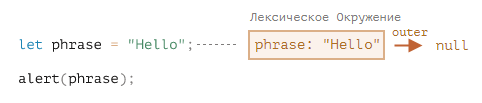 Лексическое Окружение
let phrase = "Hello"; phrase: "Hello" outer null
alert(phrase);